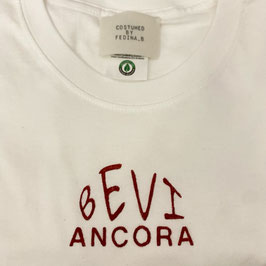 COSTUMED
BY
FEDINA_B
BEVI
ANCORA